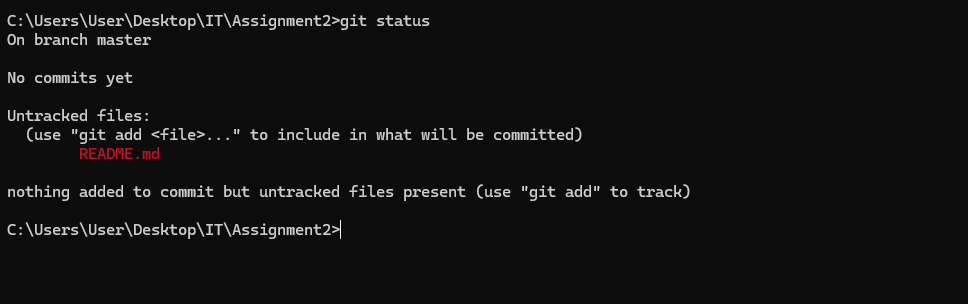 C:\Users\User\Desktop\IT\Assignment2>git status
On branch master
No commits yet
Untracked files:
  (use "git add <file>..." to include in what will be committed)
        README.md
nothing added to commit but untracked files present (use "git add" to track)
C:\Users\User\Desktop\IT\Assignment2>